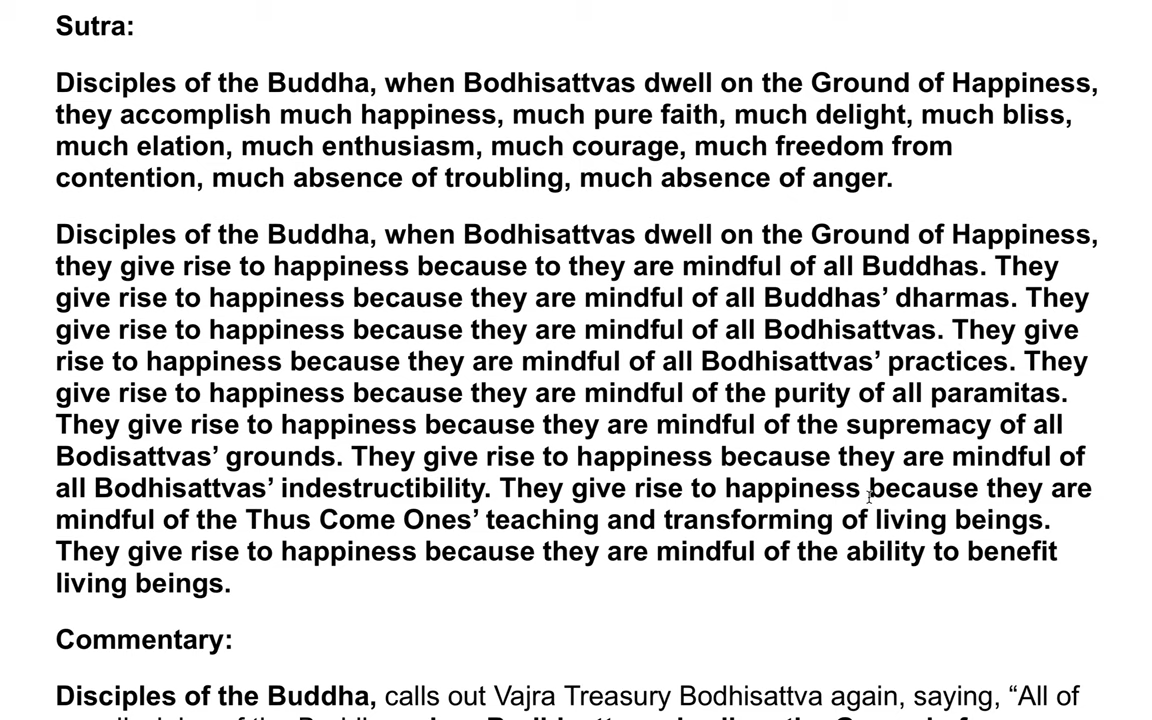 Sutra:
Disciples of the Buddha, when Bodhisattvas dwell on the Ground of Happiness,
they accomplish much happiness, much pure faith, much delight, much bliss,
much elation, much enthusiasm, much courage, much freedom from
contention, much absence of troubling, much absence of anger.
Disciples of the Buddha, when Bodhisattvas dwell on the Ground of Happiness,
they give rise to happiness because to they are mindful of all Buddhas. They
give rise to happiness because they are mindful of all Buddhas’ dharmas. They
give rise to happiness because they are mindful of all Bodhisattvas. They give
rise to happiness because they are mindful of all Bodhisattvas’ practices. They
give rise to happiness because they are mindful of the purity of all paramitas.
They give rise to happiness because they are mindful of the supremacy of all
Bodisattvas’ grounds. They give rise to happiness because they are mindful of
all Bodhisattvas’ indestructibility. They give rise to happiness because they are
mindful of the Thus Come Ones’ teaching and transforming of living beings.
They give rise to happiness because they are mindful of the ability to benefit
living beings.
Commentary:
Disciples of the Buddha, calls out Vajra Treasury Bodhisattva again, saying, “All of